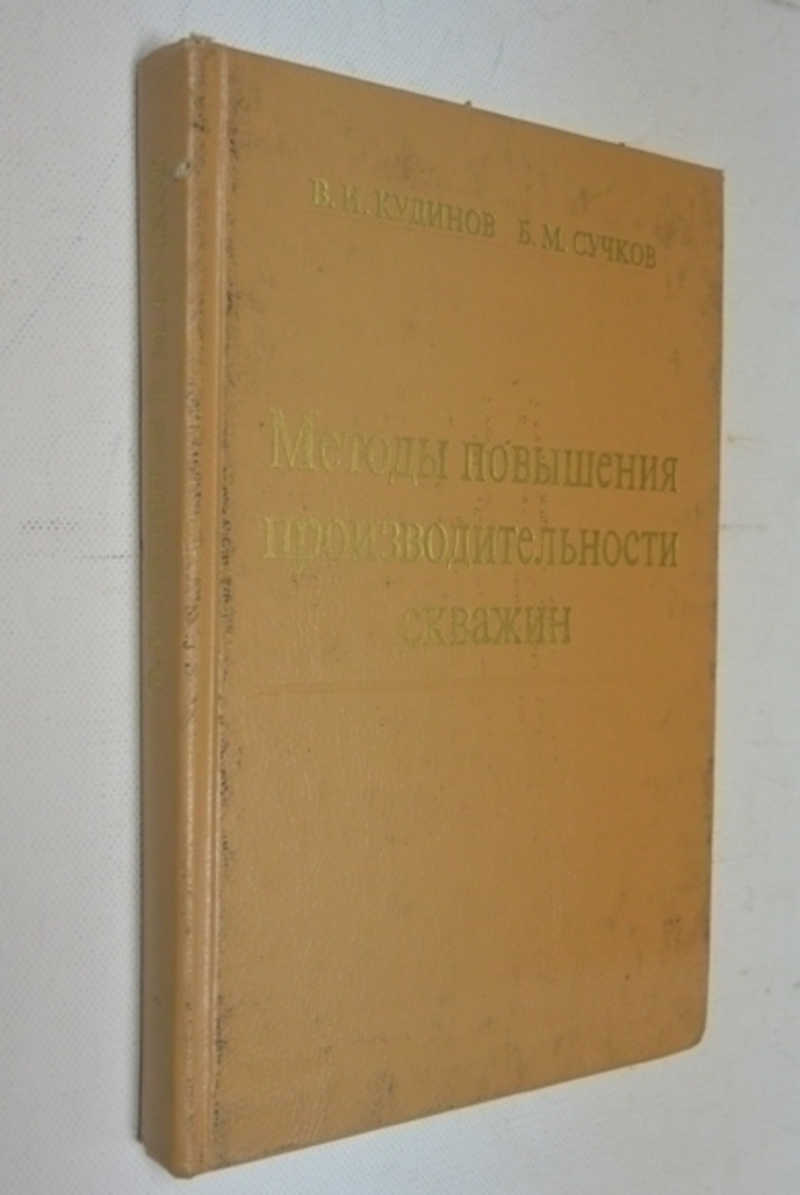 В. И. КУДИНОВ Б. М. СУЧКОВ
Методы повышения
производительности
скважин